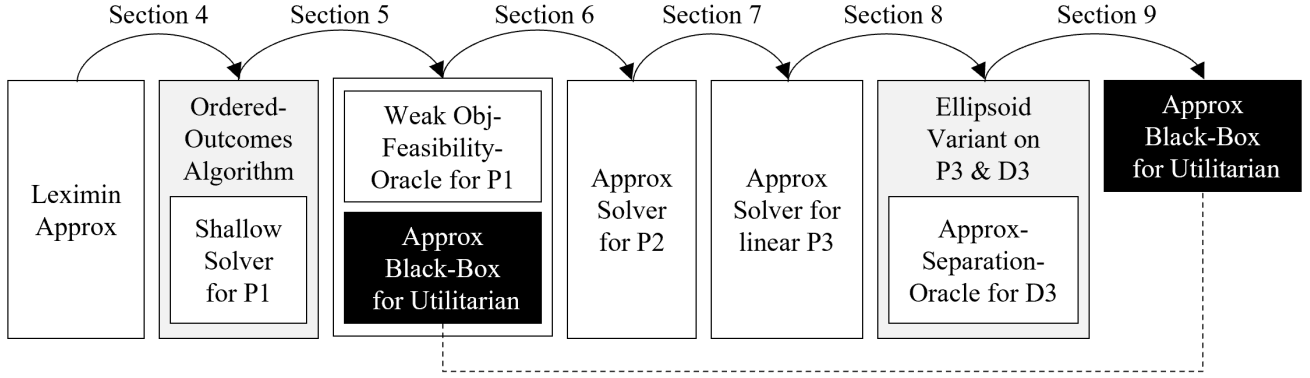 Section 4
Section 5
Section 6
Section 7
Section 8
Section 9
Leximin
Approx
Ordered-
Outcomes
Algorithm
Shallow
Solver
for P1
Weak Obj-
Feasibility-
Oracle for P1
Approx
Black-Box
for Utilitarian
Approx
Solver
for P2
Approx
Solver for
linear P3
Ellipsoid
Variant on
P3 & D3
Approx-
Separation-
Oracle for D3
Approx
Black-Box
for Utilitarian